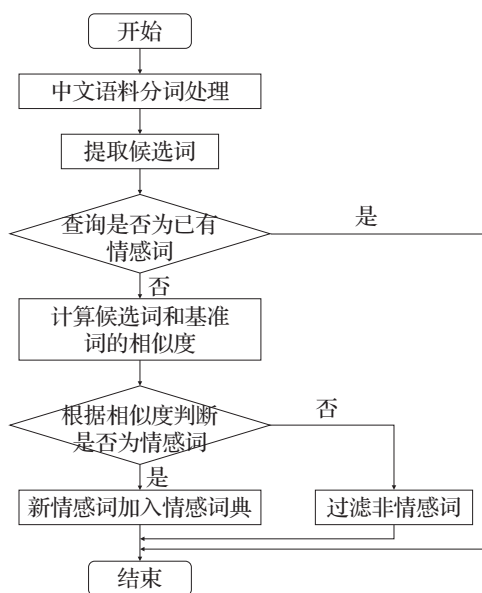 开始
中文语料分词处理
提取候选词
查询是否为已有
情感词
是
否
计算候选词和基准
词的相似度
根据相似度判断
是否为情感词
否
是
新情感词加入情感词典
过滤非情感词
结束